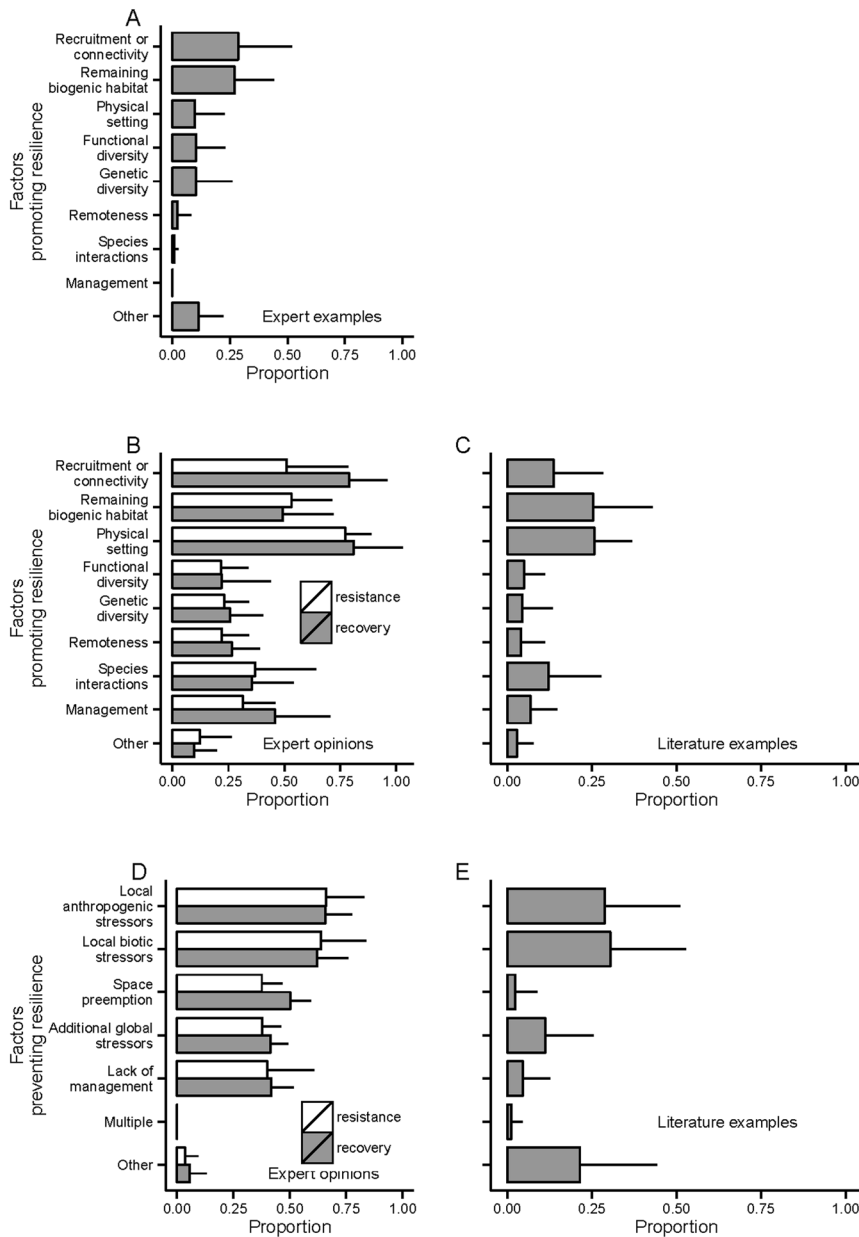 A
Factors
promoting resilience
Recruitment or
connectivity
Remaining
biogenic habitat
Physical
setting
Functional
diversity
Genetic
diversity
Remoteness
Species
interactions
Management
Other
Expert examples
0.00 0.25 0.50 0.75 1.00
Proportion
B
Factors
promoting resilience
Recruitment or
connectivity
Remaining
biogenic habitat
Physical
setting
Functional
diversity
Genetic
diversity
Remoteness
Species
interactions
Management
Other
resistance
recovery
Expert opinions
0.00 0.25 0.50 0.75 1.00
Proportion
C
Literature examples
0.00 0.25 0.50 0.75 1.00
Proportion
D
Factors
preventing resilience
Local
anthropogenic
stressors
Local biotic
stressors
Space
preemption
Additional global
stressors
Lack of
management
Multiple
Other
resistance
recovery
Expert opinions
0.00 0.25 0.50 0.75 1.00
Proportion
E
Literature examples
0.00 0.25 0.50 0.75 1.00
Proportion